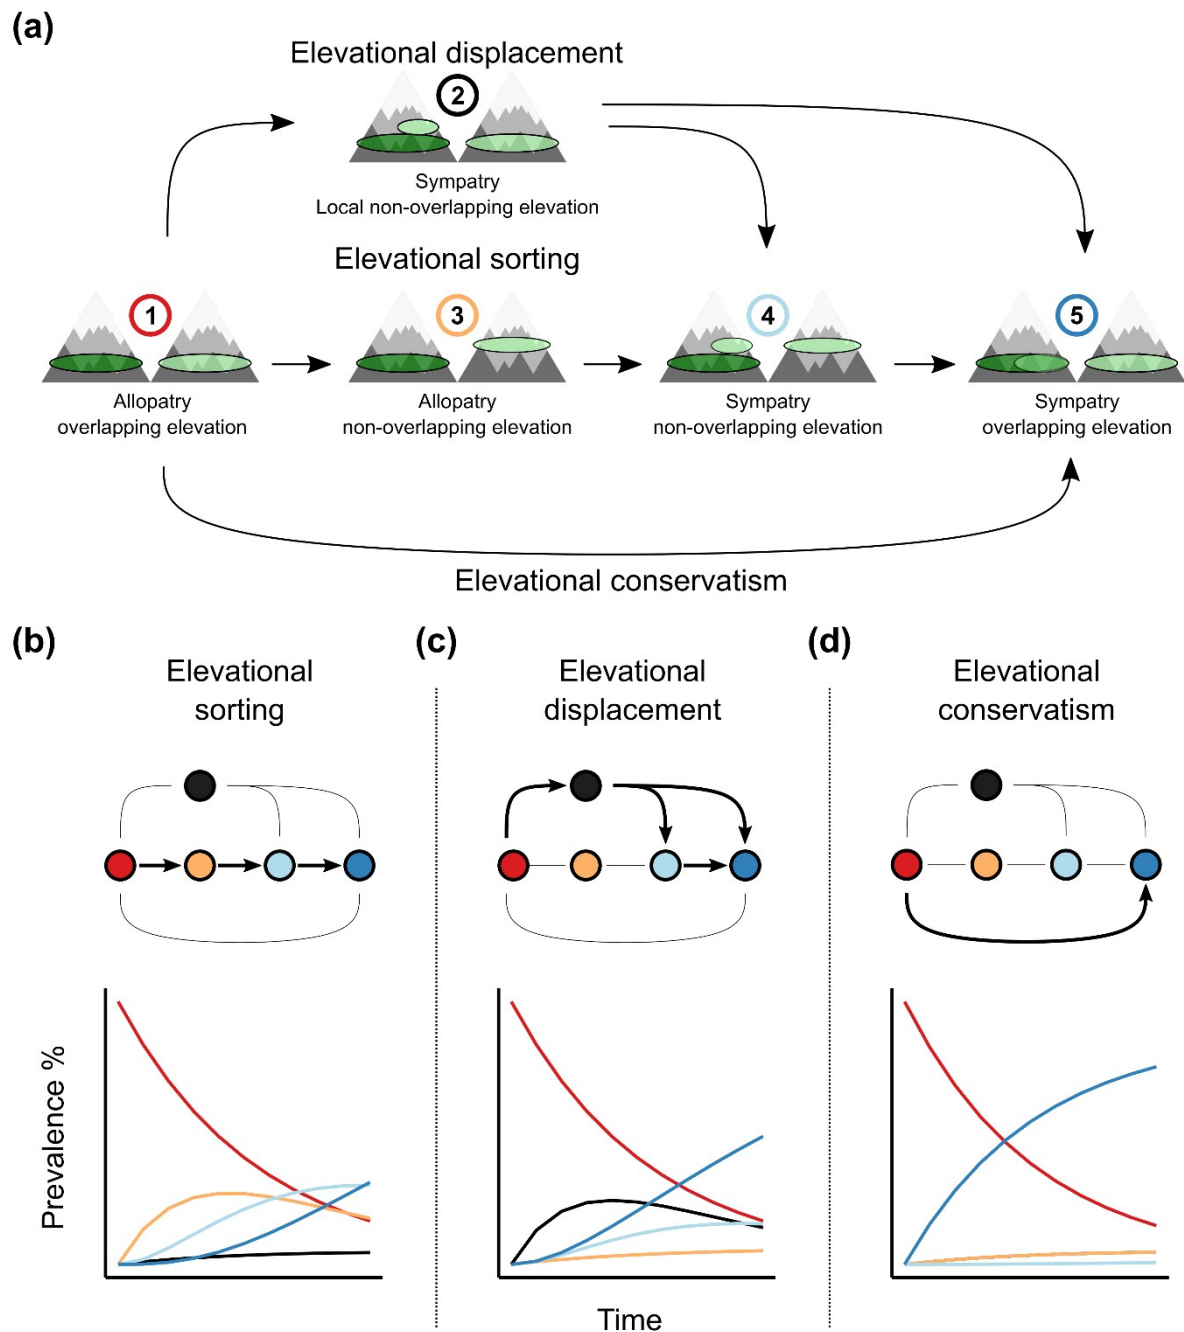 (a)
Elevational displacement
2
Sympatry
Local non-overlapping elevation
Elevational sorting
1
3
4
5
Allopatry
overlapping elevation
Allopatry
non-overlapping elevation
Sympatry
non-overlapping elevation
Sympatry
overlapping elevation
Elevational conservatism
(b)
Elevational
sorting
(c)
Elevational
displacement
(d)
Elevational
conservatism
Prevalence %
Time